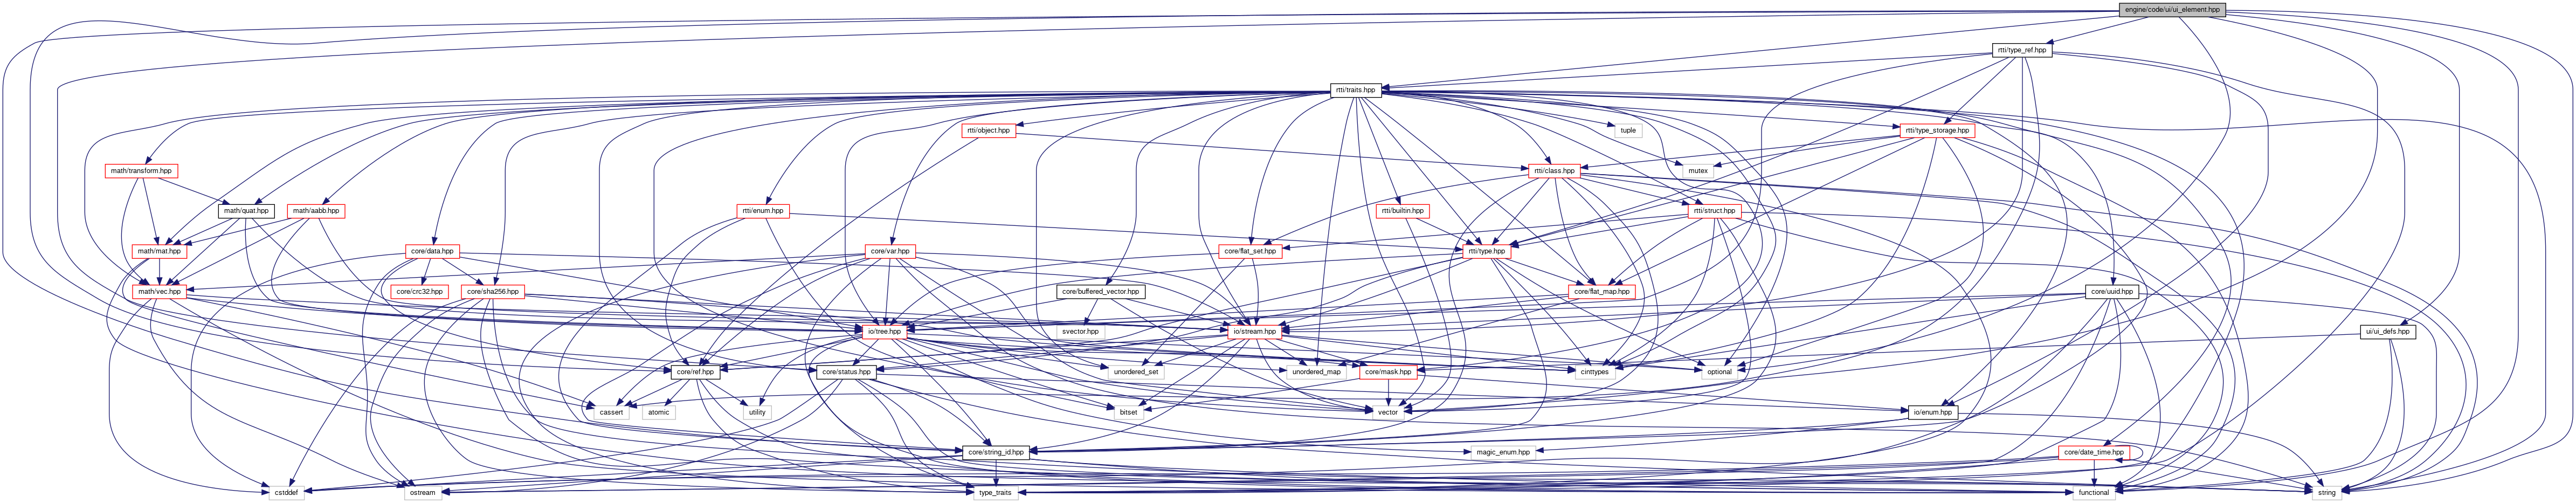 engine/code/ui/ui_element.hpp
rtti/type_ref.hpp
rtti/traits.hpp
rtti/object.hpp
tuple
rtti/type_storage.hpp
math/transform.hpp
rtti/class.hpp
mutex
math/quat.hpp
math/aabb.hpp
rtti/enum.hpp
rtti/builtin.hpp
rtti/struct.hpp
math/mat.hpp
core/data.hpp
core/var.hpp
core/flat_set.hpp
rtti/type.hpp
math/vec.hpp
core/crc32.hpp
core/sha256.hpp
core/buffered_vector.hpp
core/flat_map.hpp
core/uuid.hpp
io/tree.hpp
svector.hpp
io/stream.hpp
ui/ui_defs.hpp
core/ref.hpp
core/status.hpp
unordered_set
unordered_map
core/mask.hpp
cinttypes
optional
cassert
atomic
utility
bitset
vector
io/enum.hpp
core/string_id.hpp
magic_enum.hpp
core/date_time.hpp
cstddef
ostream
type_traits
functional
string